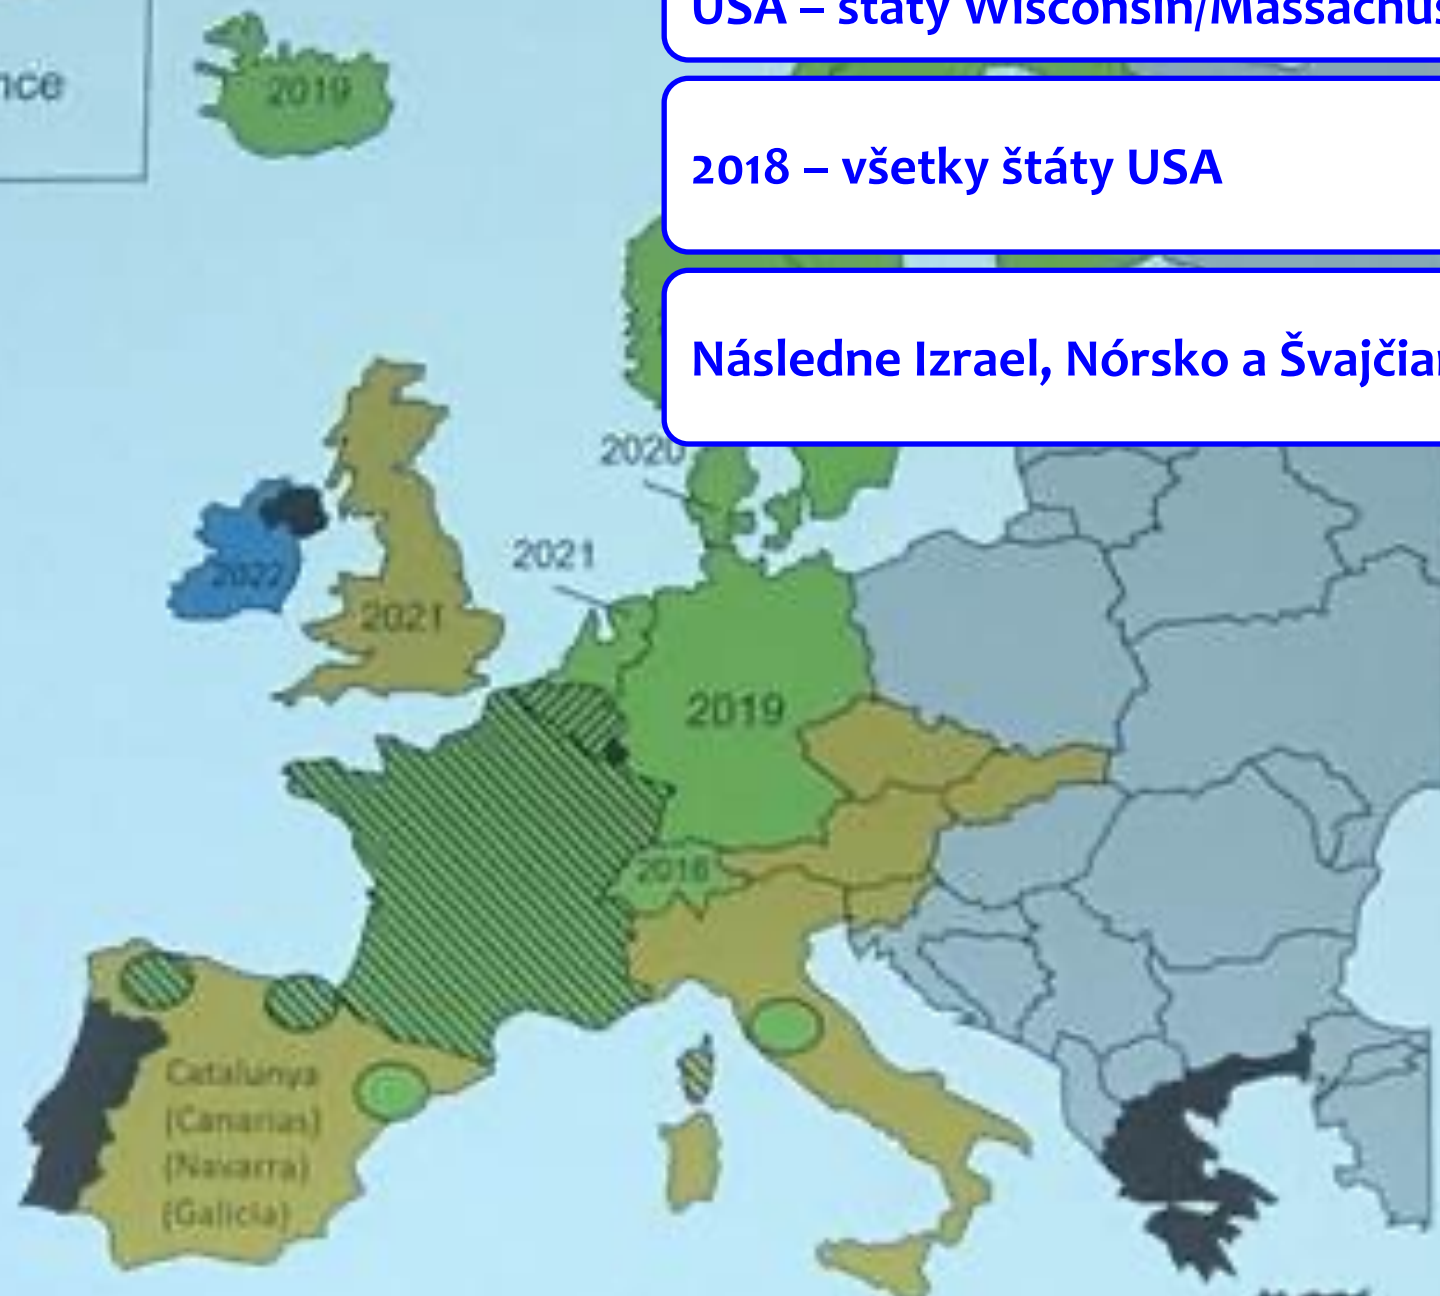 USA – štáty Wisconsin/Massachus
nce
2019
2018 – všetky štáty USA
Následne Izrael, Nórsko a Švajčiar
2020
2021
2022
2021
2019
2018
Catalunya
(Canarias)
(Navarra)
(Galicia)